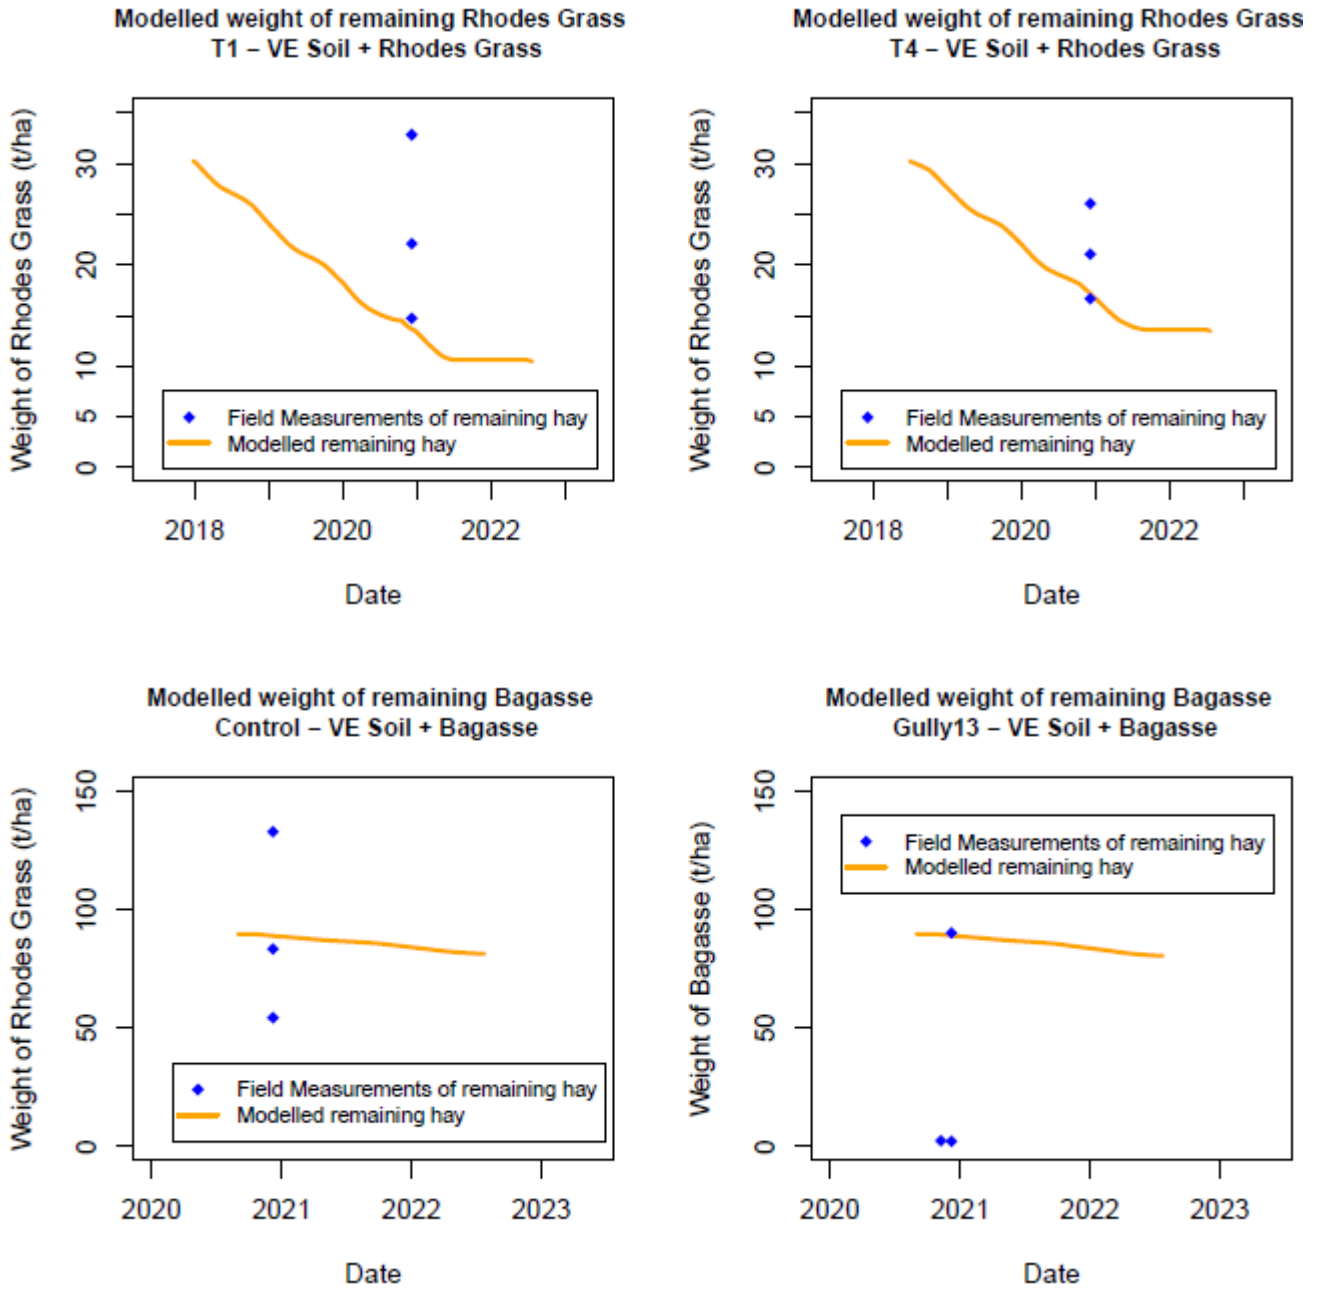 Modelled weight of remaining Rhodes Grass
T1 – VE Soil + Rhodes Grass
Weight of Rhodes Grass (t/ha)
30
20
10
5
0
Field Measurements of remaining hay
Modelled remaining hay
2018 2020 2022
Date
Modelled weight of remaining Rhodes Grass
T4 – VE Soil + Rhodes Grass
Weight of Rhodes Grass (t/ha)
30
20
10
5
0
Field Measurements of remaining hay
Modelled remaining hay
2018 2020 2022
Date
Modelled weight of remaining Bagasse
Control – VE Soil + Bagasse
Weight of Rhodes Grass (t/ha)
150
100
50
0
Field Measurements of remaining hay
Modelled remaining hay
2020 2021 2022 2023
Date
Modelled weight of remaining Bagasse
Gully13 – VE Soil + Bagasse
Weight of Bagasse (t/ha)
150
100
50
0
Field Measurements of remaining hay
Modelled remaining hay
2020 2021 2022 2023
Date